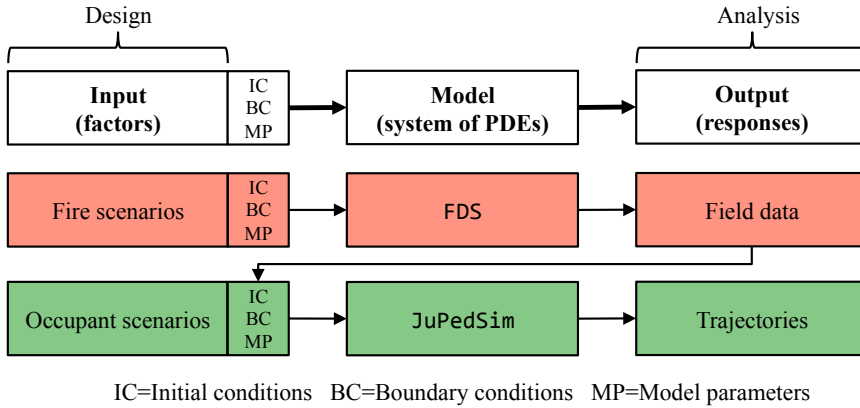 Design
Analysis
Input
(factors)
IC
BC
MP
Model
(system of PDEs)
Output
(responses)
Fire scenarios
IC
BC
MP
FDS
Field data
Occupant scenarios
IC
BC
MP
JuPedSim
Trajectories
IC=Initial conditions BC=Boundary conditions MP=Model parameters